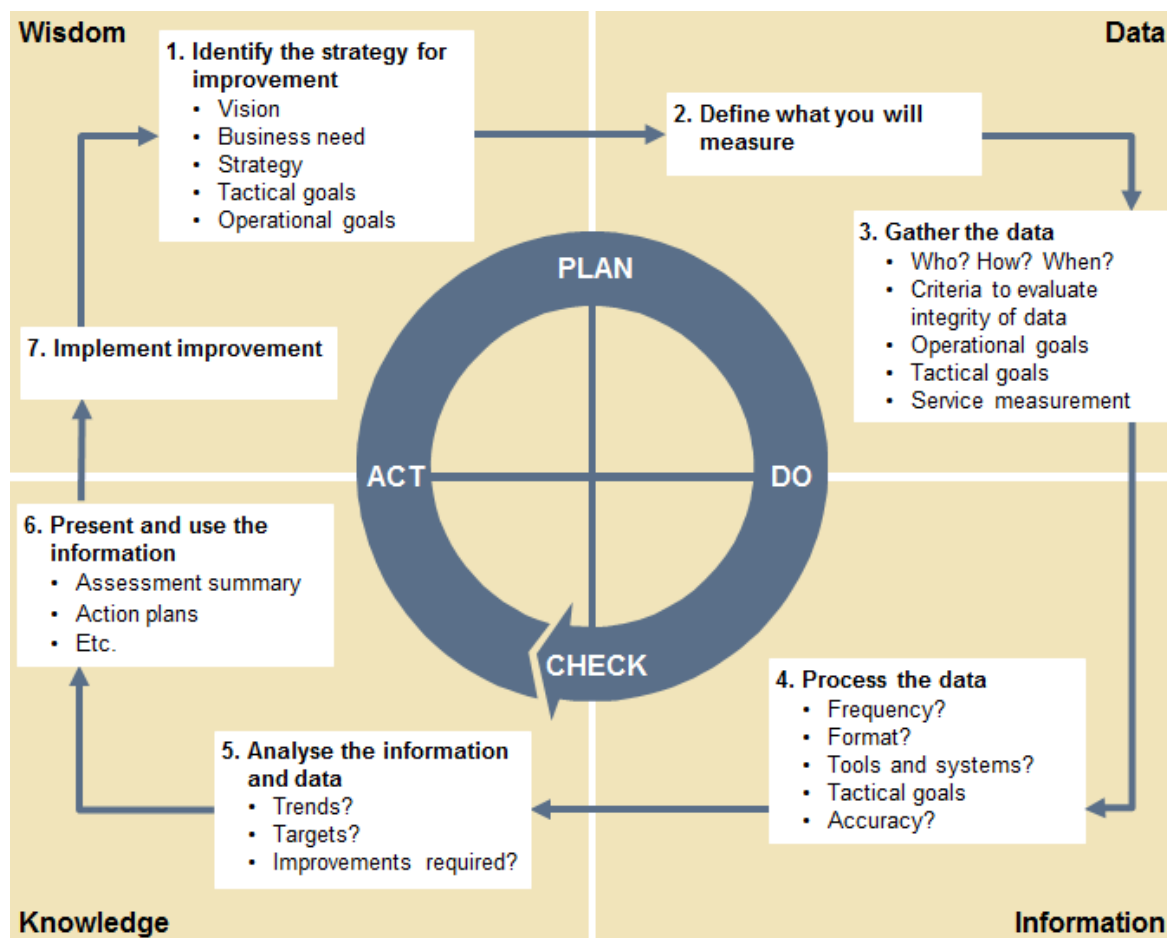 Wisdom
Data
1. Identify the strategy for
improvement
• Vision
• Business need
• Strategy
• Tactical goals
• Operational goals
2. Define what you will
measure
3. Gather the data
• Who? How? When?
• Criteria to evaluate
integrity of data
• Operational goals
• Tactical goals
• Service measurement
PLAN
7. Implement improvement
ACT
DO
6. Present and use the
information
• Assessment summary
• Action plans
• Etc.
CHECK
4. Process the data
• Frequency?
• Format?
• Tools and systems?
• Tactical goals
• Accuracy?
5. Analyse the information
and data
• Trends?
• Targets?
• Improvements required?
Knowledge
Information